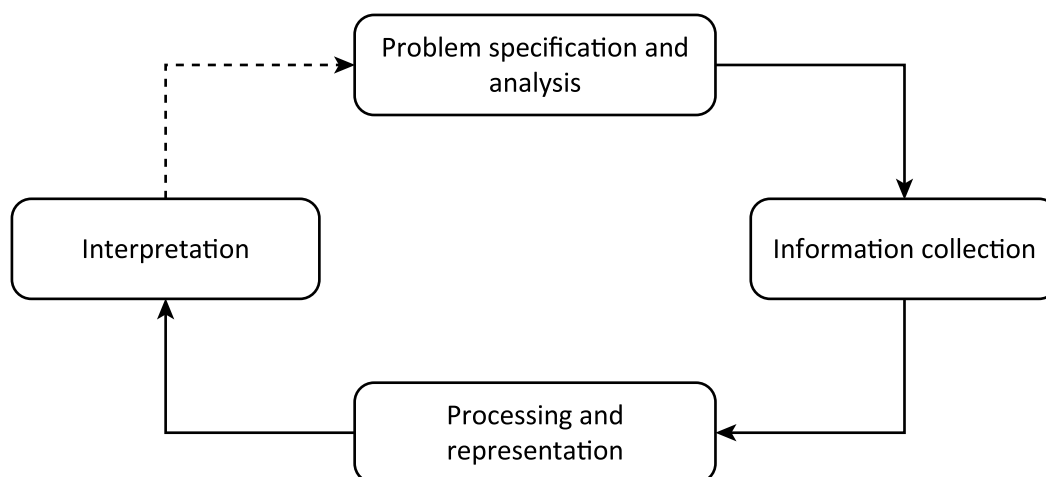 Problem specification and
analysis
Interpretation
Information collection
Processing and
representation